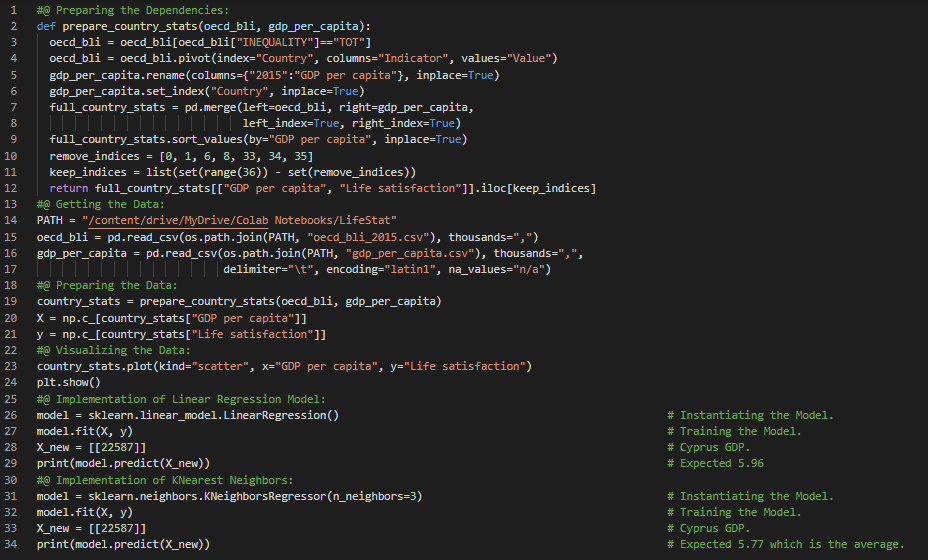 1 #@ Preparing the Dependencies:
2 def prepare_country_stats(oecd_bli, gdp_per_capita):
3 oecd_bli = oecd_bli[oecd_bli["INEQUALITY"]=="TOT"]
4 oecd_bli = oecd_bli.pivot(index="Country", columns="Indicator", values="Value")
5 gdp_per_capita.rename(columns={"2015":"GDP per capita"}, inplace=True)
6 gdp_per_capita.set_index("Country", inplace=True)
7 full_country_stats = pd.merge(left=oecd_bli, right=gdp_per_capita,
8 left_index=True, right_index=True)
9 full_country_stats.sort_values(by="GDP per capita", inplace=True)
10 remove_indices = [0, 1, 6, 8, 33, 34, 35]
11 keep_indices = list(set(range(36)) - set(remove_indices))
12 return full_country_stats[["GDP per capita", "Life satisfaction"]].iloc[keep_indices]
13 #@ Getting the Data:
14 PATH = "/content/drive/MyDrive/Colab Notebooks/LifeStat"
15 oecd_bli = pd.read_csv(os.path.join(PATH, "oecd_bli_2015.csv"), thousands=",")
16 gdp_per_capita = pd.read_csv(os.path.join(PATH, "gdp_per_capita.csv"), thousands=",",
17 delimiter="\t", encoding="latin1", na_values="n/a")
18 #@ Preparing the Data:
19 country_stats = prepare_country_stats(oecd_bli, gdp_per_capita)
20 X = np.c_[country_stats["GDP per capita"]]
21 y = np.c_[country_stats["Life satisfaction"]]
22 #@ Visualizing the Data:
23 country_stats.plot(kind="scatter", x="GDP per capita", y="Life satisfaction")
24 plt.show()
25 #@ Implementation of Linear Regression Model:
26 model = sklearn.linear_model.LinearRegression() # Instantiating the Model.
27 model.fit(X, y) # Training the Model.
28 X_new = [[22587]] # Cyprus GDP.
29 print(model.predict(X_new)) # Expected 5.96
30 #@ Implementation of KNearest Neighbors:
31 model = sklearn.neighbors.KNeighborsRegressor(n_neighbors=3) # Instantiating the Model.
32 model.fit(X, y) # Training the Model.
33 X_new = [[22587]] # Cyprus GDP.
34 print(model.predict(X_new)) # Expected 5.77 which is the average.